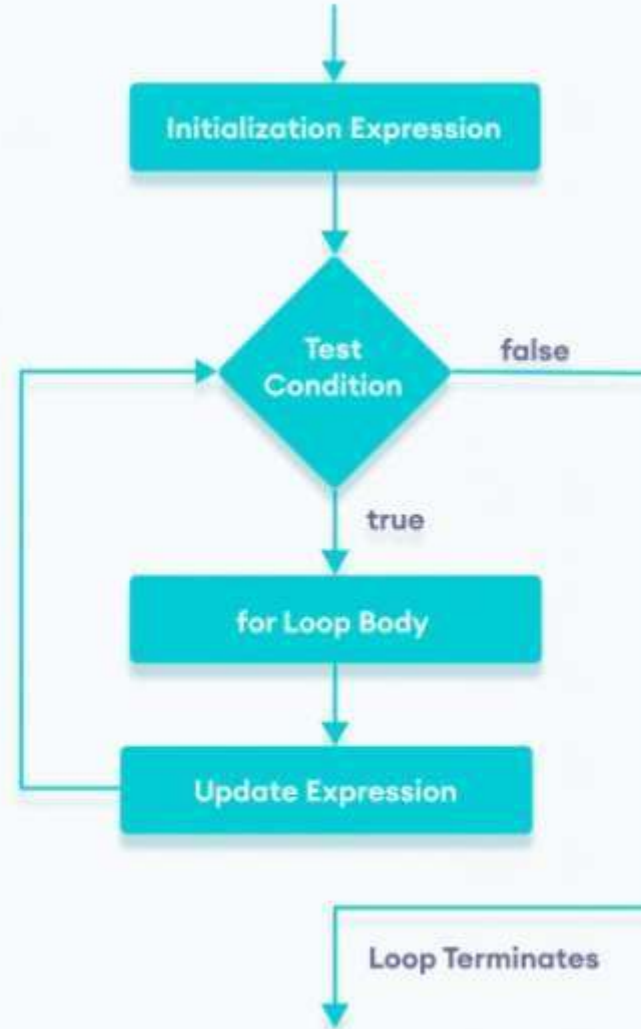 Initialization Expression
Test
Condition
false
true
for Loop Body
Update Expression
Loop Terminates